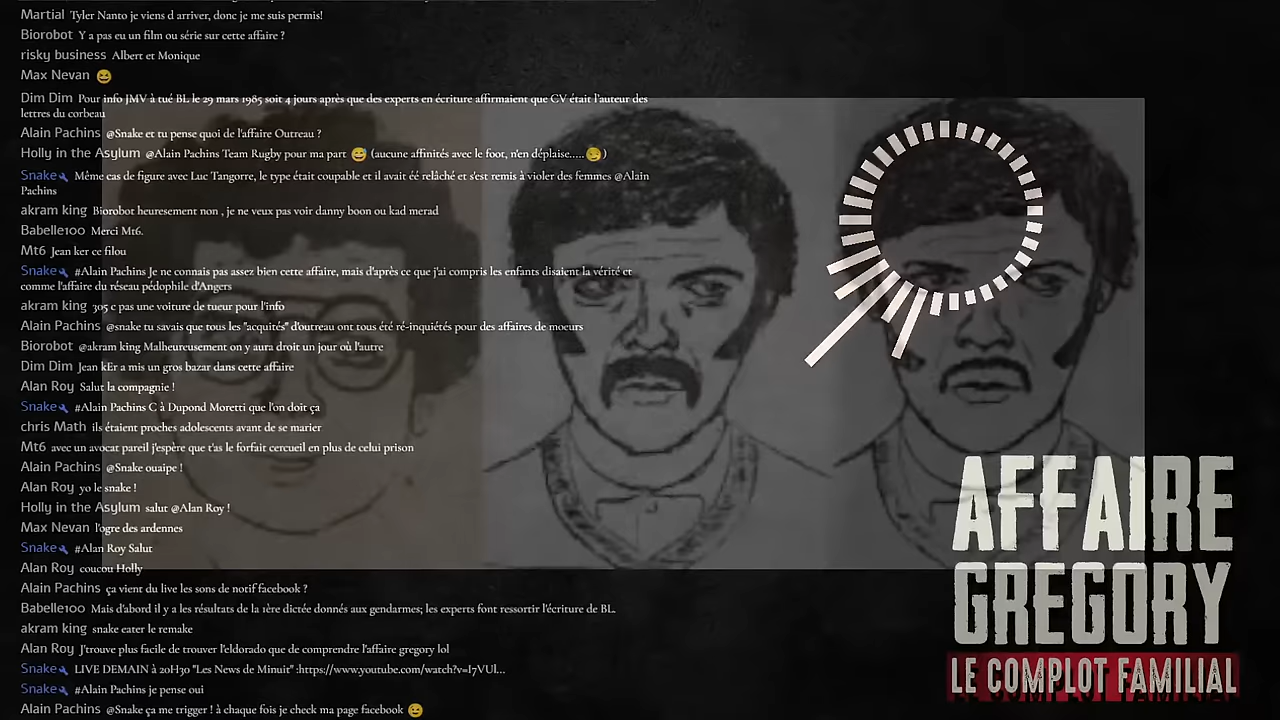 Martial Tyler Nanto je viens d arriver, donc je me suis permis!
Biorobot Y a pas eu un film ou série sur cette affaire ?
risky business Albert et Monique
Max Nevan 😆
Dim Dim Pour info JMV à tué BL le 29 mars 1985 soit 4 jours après que des experts en écriture affirmaient que CV était l'auteur des
lettres du corbeau
Alain Pachins @Snake et tu pense quoi de l'affaire Outreau ?
Holly in the Asylum @Alain Pachins Team Rugby pour ma part 😅 (aucune affinités avec le foot, n'en déplaise.....😏)
Snake🔧 Même cas de figure avec Luc Tangorre, le type était coupable et il avait éé relâché et s'est remis à violer des femmes @Alain
Pachins
akram king Biorobot heuresement non , je ne veux pas voir danny boon ou kad merad
Babelle100 Merci Mt6.
Mt6 Jean ker ce filou
Snake🔧 #Alain Pachins Je ne connais pas assez bien cette affaire, mais d'après ce que j'ai compris les enfants disaient la vérité et
comme l'affaire du réseau pédophile d'Angers
akram king 305 c pas une voiture de tueur pour l'info
Alain Pachins @snake tu savais que tous les "acquités" d'outreau ont tous été ré-inquiétés pour des affaires de moeurs
Biorobot @akram king Malheureusement on y aura droit un jour où l'autre
Dim Dim Jean kEr a mis un gros bazar dans cette affaire
Alan Roy Salut la compagnie !
Snake🔧 #Alain Pachins C à Dupond Moretti que l'on doit ça
chris Math ils étaient proches adolescents avant de se marier
Mt6 avec un avocat pareil j'espère que t'as le forfait cercueil en plus de celui prison
Alain Pachins @Snake ouaipe !
Alan Roy yo le snake !
Holly in the Asylum salut @Alan Roy !
Max Nevan l'ogre des ardennes
Snake🔧 #Alan Roy Salut
Alan Roy coucou Holly
Alain Pachins ça vient du live les sons de notif facebook ?
Babelle100 Mais d'abord il y a les résultats de la 1ère dictée donnés aux gendarmes; les experts font ressortir l'écriture de BL.
akram king snake eater le remake
Alan Roy J'trouve plus facile de trouver l'eldorado que de comprendre l'affaire gregory lol
Snake🔧 LIVE DEMAIN à 20H30 "Les News de Minuit" :https://www.youtube.com/watch?v=I7VUl...
Snake🔧 #Alain Pachins je pense oui
Alain Pachins @Snake ça me trigger ! à chaque fois je check ma page facebook 😉
AFFAIRE
GREGORY
LE COMPLOT FAMILIAL